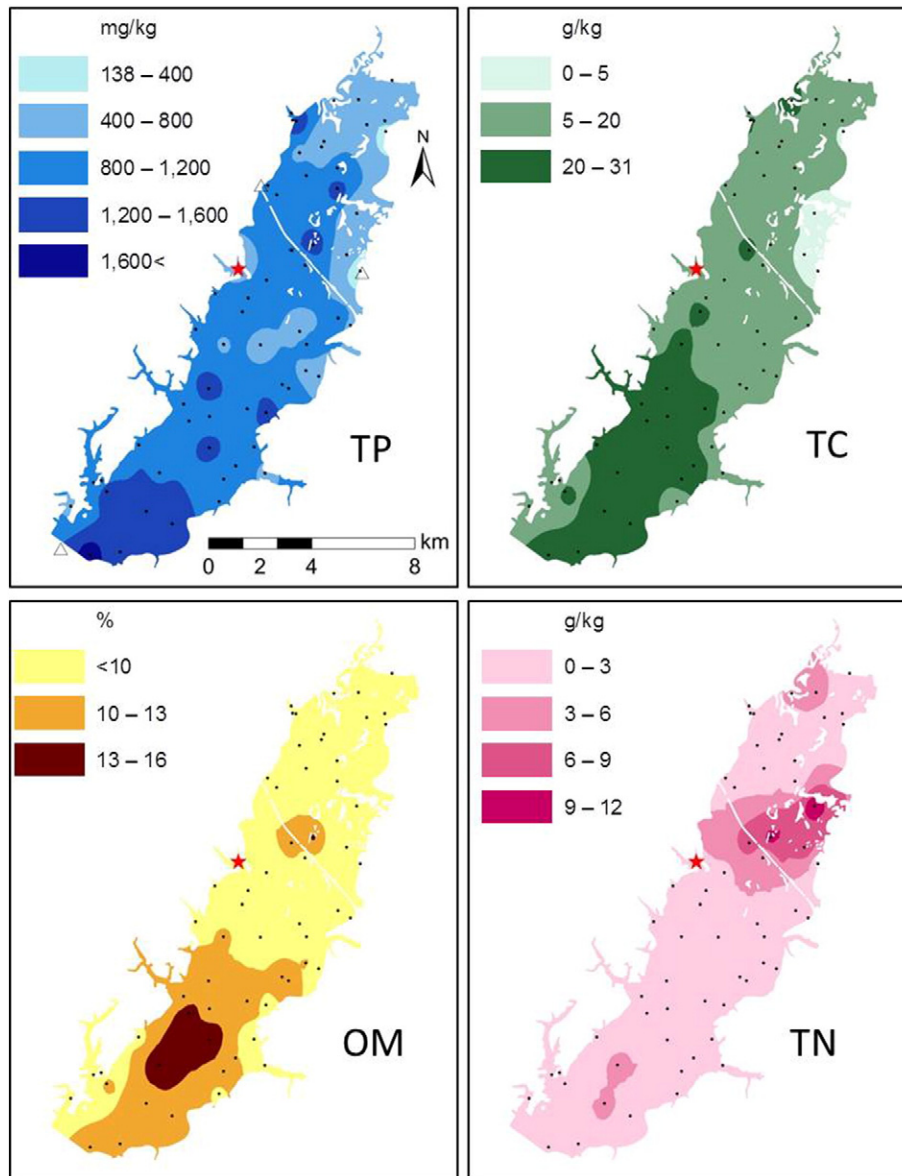 mg/kg
138 – 400
400 – 800
800 – 1,200
1,200 – 1,600
1,600<
N
TP
km
0 2 4 8
g/kg
0 – 5
5 – 20
20 – 31
TC
%
<10
10 – 13
13 – 16
OM
g/kg
0 – 3
3 – 6
6 – 9
9 – 12
TN